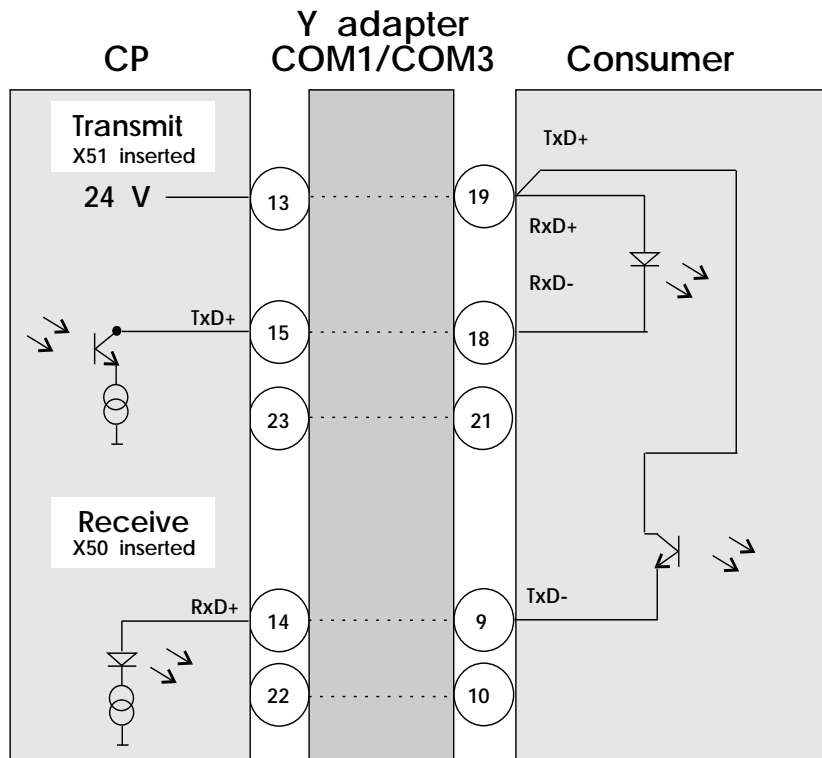 Y adapter
CP COM1/COM3 Consumer
Transmit
X51 inserted
TxD+
24 V
13
19
RxD+
RxD-
TxD+
15
18
23
21
Receive
X50 inserted
RxD+
14
9
TxD-
22
10